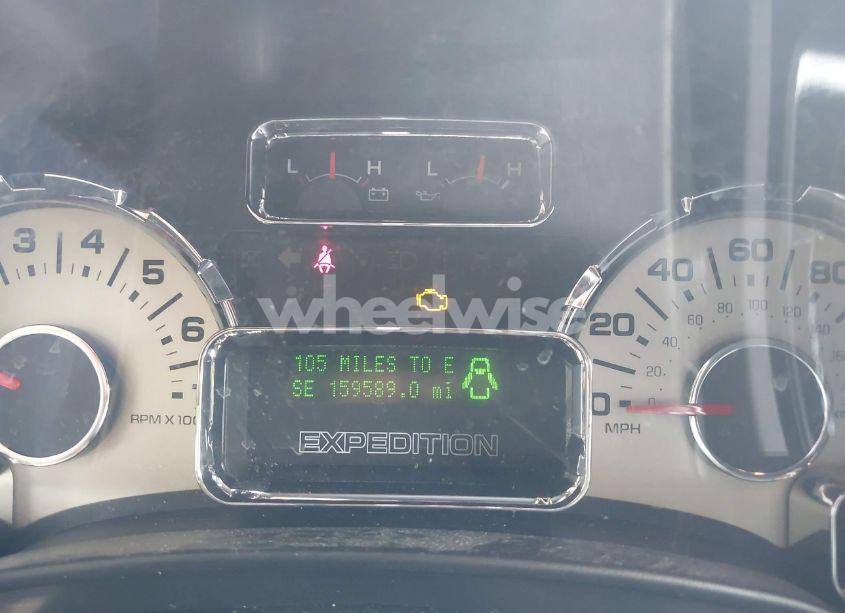 L H L H
3 4 5 6
RPM X 100
wheelwise
105 MILES TO E
SE 159589.0 mi
EXPEDITION
0 20 40 60 80
0 20 40 60 80 100 120
MPH